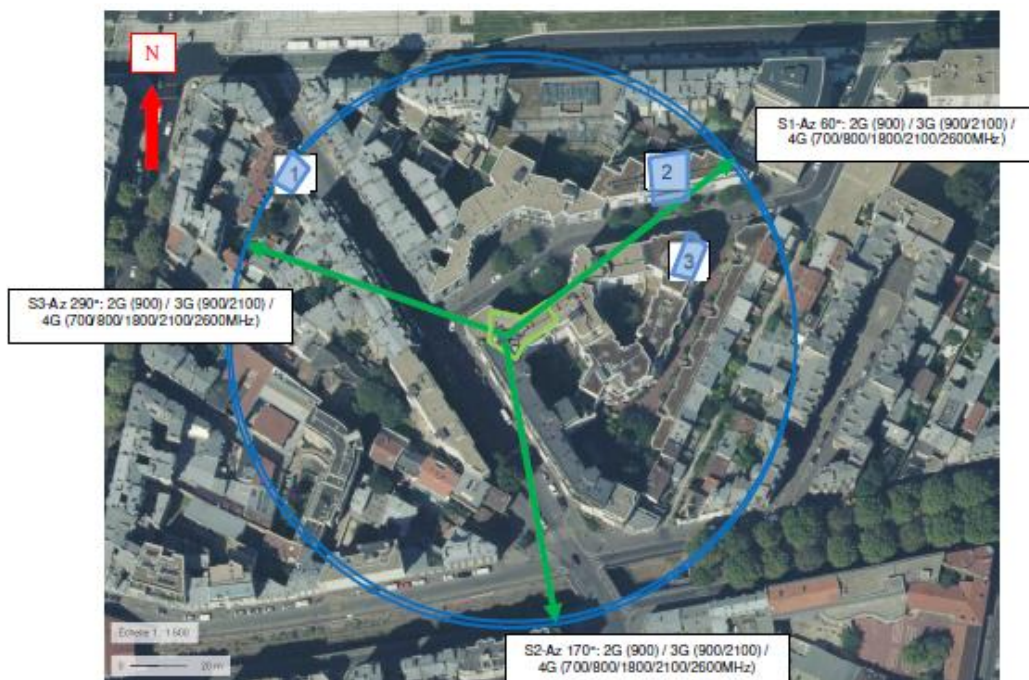 N
S1-Az 60°: 2G (900) / 3G (900/2100) /
4G (700/800/1800/2100/2600MHz)
1
2
3
S3-Az 290°: 2G (900) / 3G (900/2100) /
4G (700/800/1800/2100/2600MHz)
Echelle 1 : 1 500
S2-Az 170°: 2G (900) / 3G (900/2100) /
4G (700/800/1800/2100/2600MHz)
0 20 m